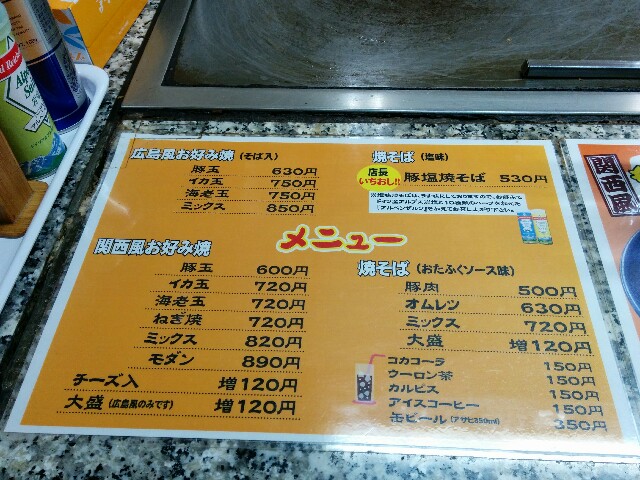 広島風お好み焼 (そば入)
豚玉 630円
イカ玉 750円
海老玉 750円
ミックス 850円
関西風お好み焼
豚玉 600円
イカ玉 720円
海老玉 720円
ねぎ焼 720円
ミックス 820円
モダン 890円
チーズ入 増120円
大盛 (広島風のみです) 増120円
メニュー
焼そば (塩味)
店長
いちおし!!
豚塩焼そば 530円
焼そば (おたふくソース味)
豚肉 500円
オムレツ 630円
ミックス 720円
大盛 増120円
コカコーラ 150円
ウーロン茶 150円
カルピス 150円
アイスコーヒー 150円
缶ビール (アサヒ350ml) 350円
関西風